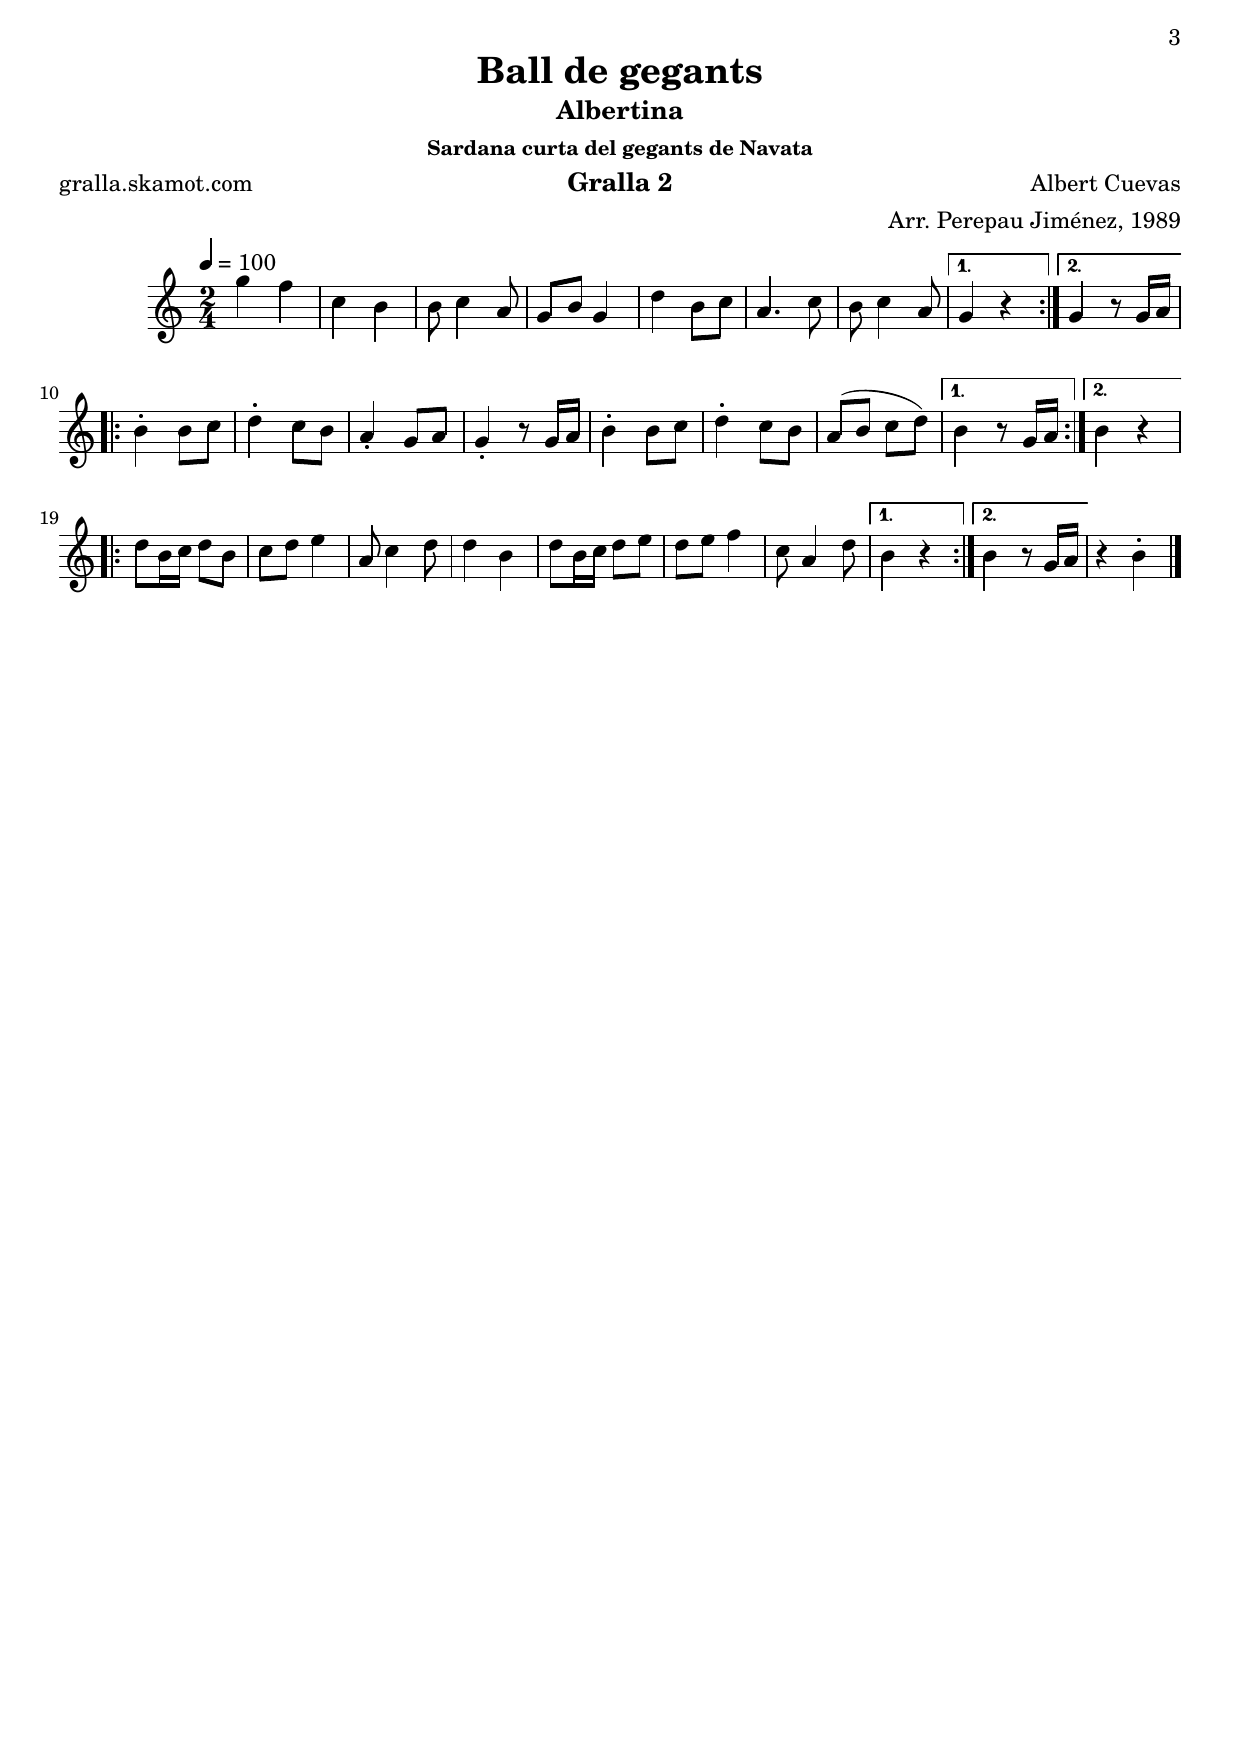 3
Ball de gegants
Albertina
Sardana curta del gegants de Navata
gralla.skamot.com Gralla 2 Albert Cuevas
Arr. Perepau Jiménez, 1989
= 100
2
4
1. 2.
10
1. 2.
19
1. 2.